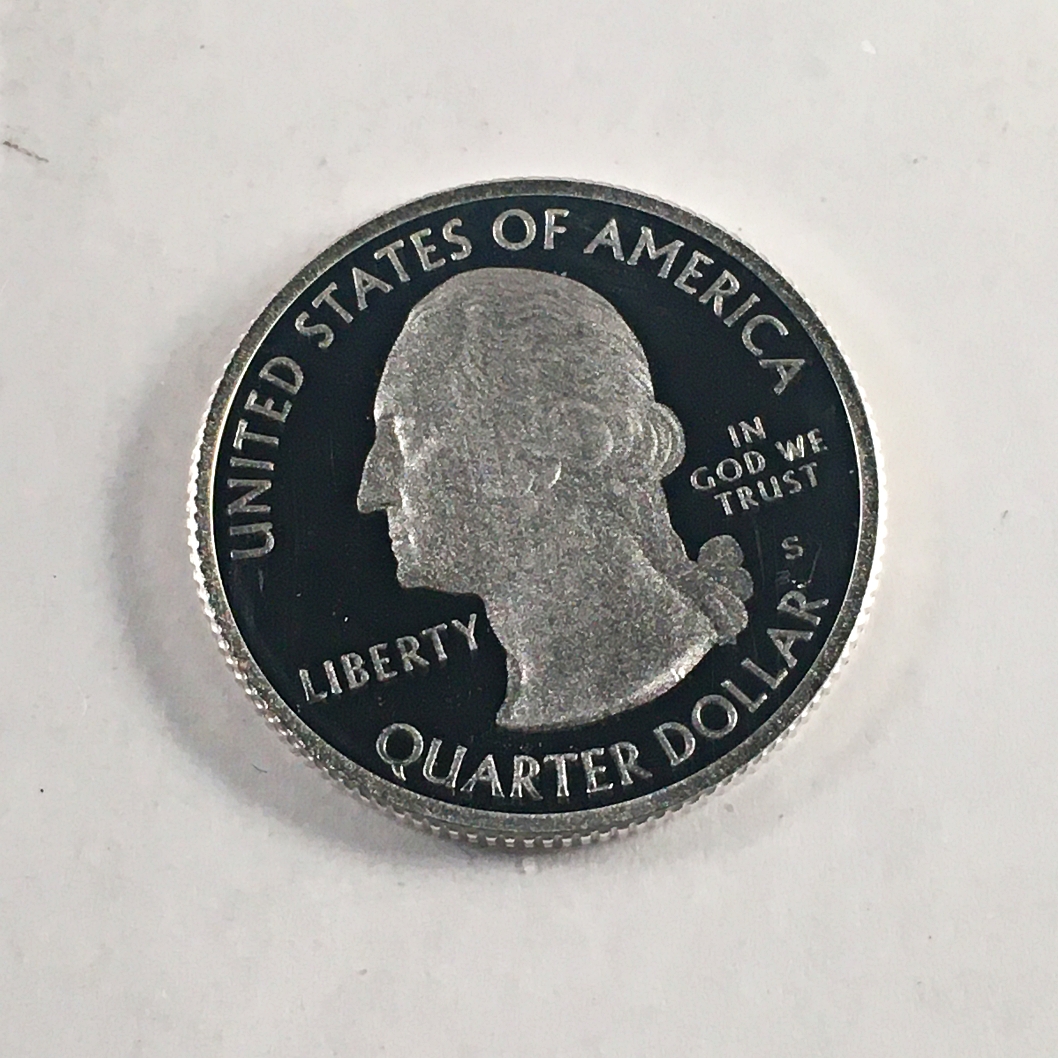 UNITED STATES OF AMERICA
IN
GOD WE
TRUST
S
LIBERTY
QUARTER DOLLAR